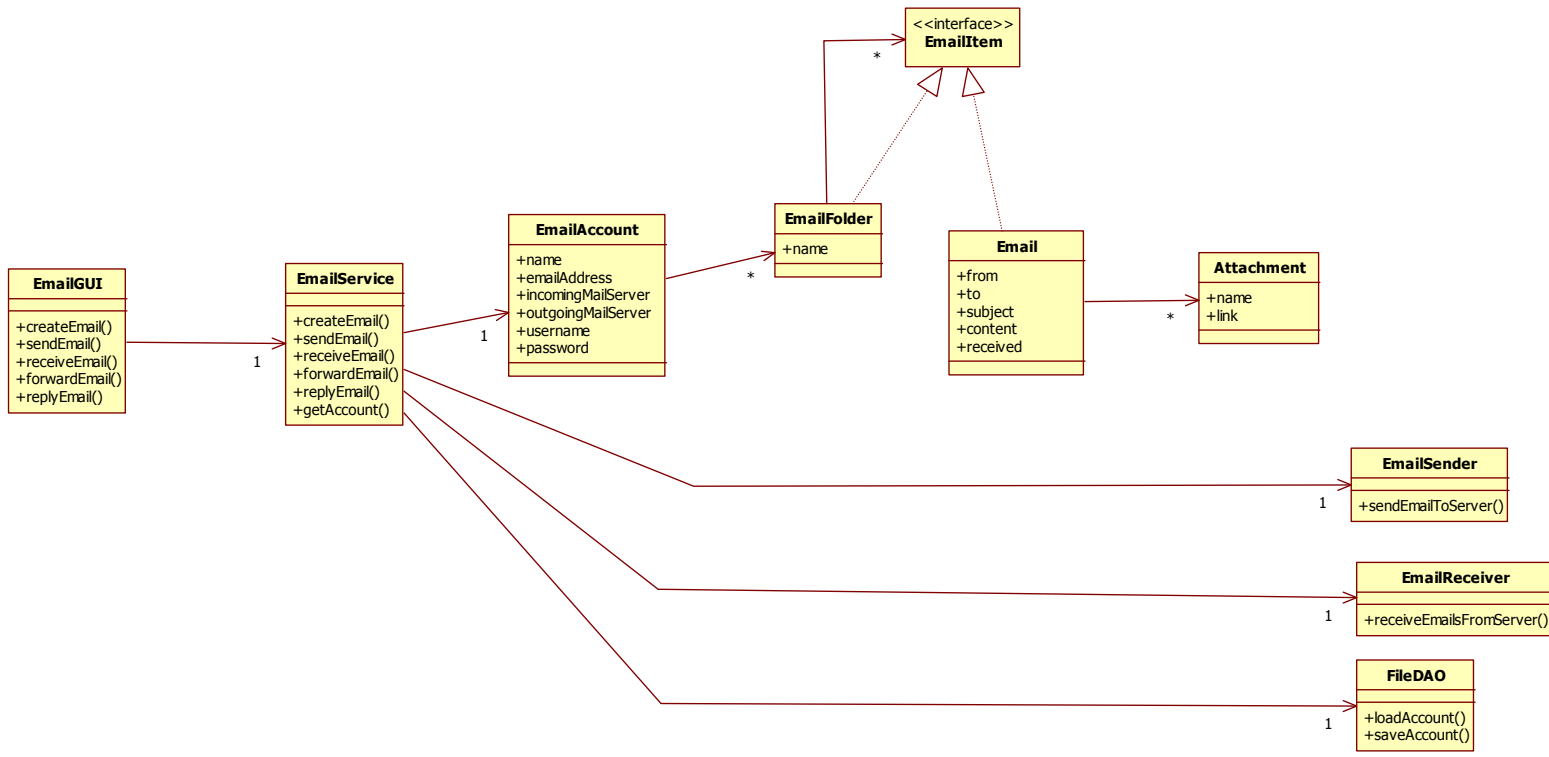 <<interface>>
EmailItem
*
EmailFolder
+name
EmailAccount
+name
+emailAddress
+incomingMailServer
+outgoingMailServer
+username
+password
*
Email
+from
+to
+subject
+content
+received
Attachment
+name
+link
*
EmailGUI
+createEmail()
+sendEmail()
+receiveEmail()
+forwardEmail()
+replyEmail()
1
EmailService
+createEmail()
+sendEmail()
+receiveEmail()
+forwardEmail()
+replyEmail()
+getAccount()
1
EmailSender
+sendEmailToServer()
1
EmailReceiver
+receiveEmailsFromServer()
1
FileDAO
+loadAccount()
+saveAccount()
1